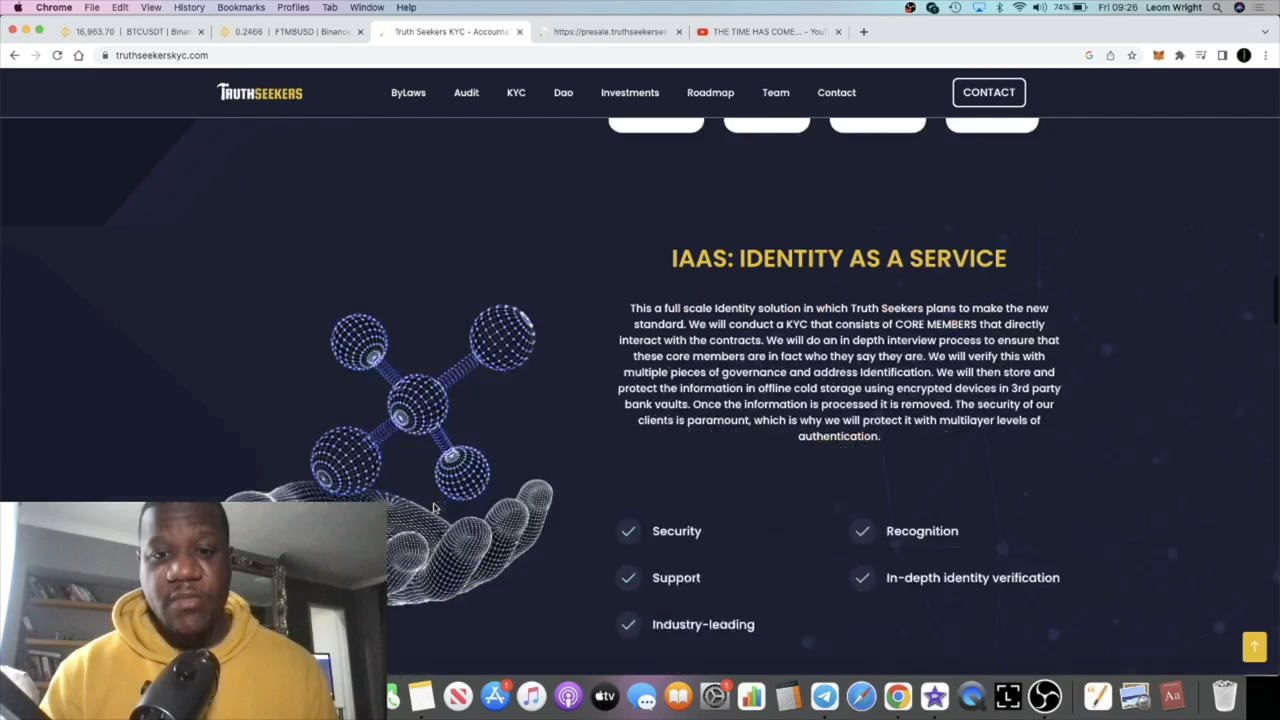 Chrome File Edit View History Bookmarks Profiles Tab Window Help 74% Fri 09:26 Leom Wright
16,963.70 | BTCUSDT | Binan
0.2466 | FTMBUSD | Binance
Truth Seekers KYC - Accounta
https://presale.truthseekersec
THE TIME HAS COME... - YouT
truthseekerskyc.com
TRUTHSEEKERS
ByLaws Audit KYC Dao Investments Roadmap Team Contact
CONTACT
IAAS: IDENTITY AS A SERVICE
This a full scale Identity solution in which Truth Seekers plans to make the new
standard. We will conduct a KYC that consists of CORE MEMBERS that directly
interact with the contracts. We will do an in depth interview process to ensure that
these core members are in fact who they say they are. We will verify this with
multiple pieces of governance and address Identification. We will then store and
protect the information in offline cold storage using encrypted devices in 3rd party
bank vaults. Once the information is processed it is removed. The security of our
clients is paramount, which is why we will protect it with multilayer levels of
authentication.
Security
Recognition
Support
In-depth identity verification
Industry-leading
tv
Aa